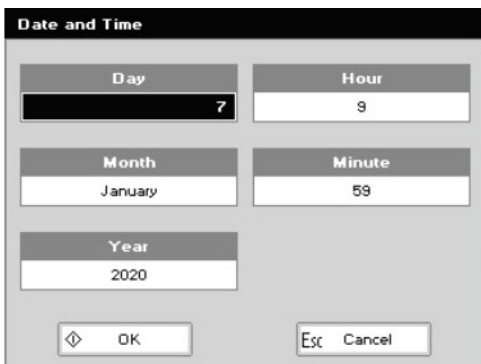 Date and Time
Day Hour
7 9
Month Minute
January 59
Year
2020
OK Esc Cancel